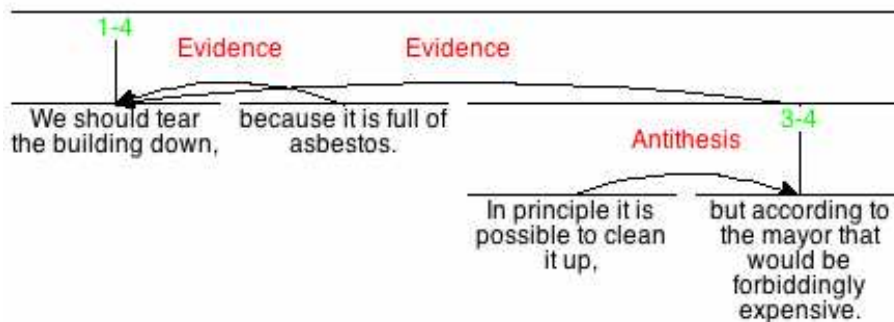 1-4
Evidence
Evidence
We should tear
the building down,
because it is full of
asbestos.
3-4
Antithesis
In principle it is
possible to clean
it up,
but according to
the mayor that
would be
forbiddingly
expensive.